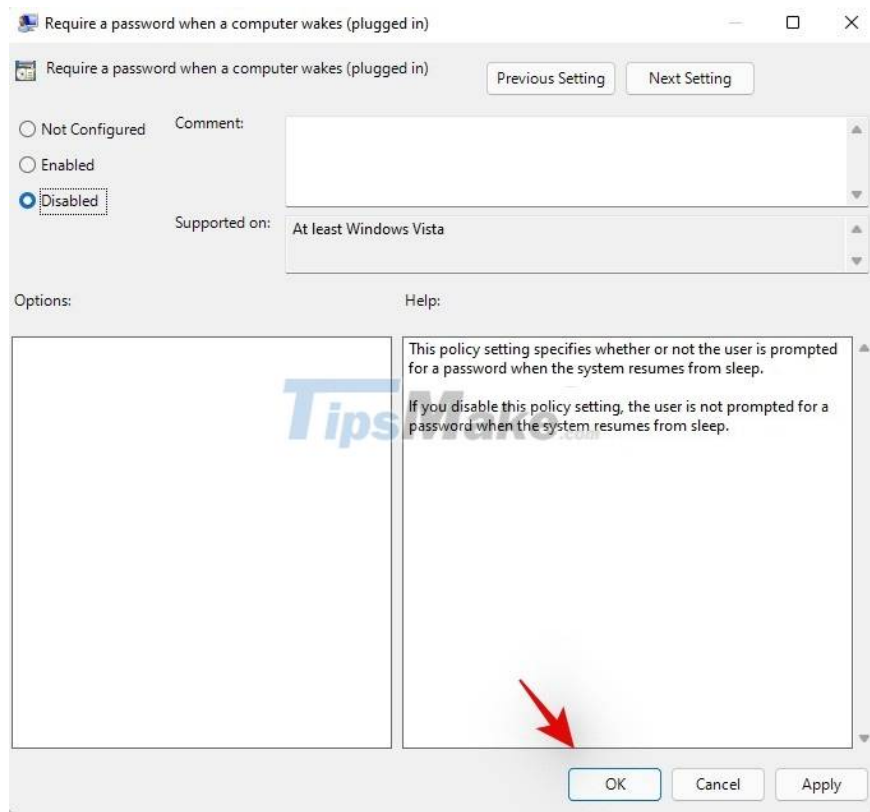 Require a password when a computer wakes (plugged in)
Require a password when a computer wakes (plugged in)
Previous Setting
Next Setting
Not Configured
Comment:
Enabled
Disabled
Supported on:
At least Windows Vista
Options:
Help:
This policy setting specifies whether or not the user is prompted
for a password when the system resumes from sleep.
If you disable this policy setting, the user is not prompted for a
password when the system resumes from sleep.
TipsMake.com
OK
Cancel
Apply